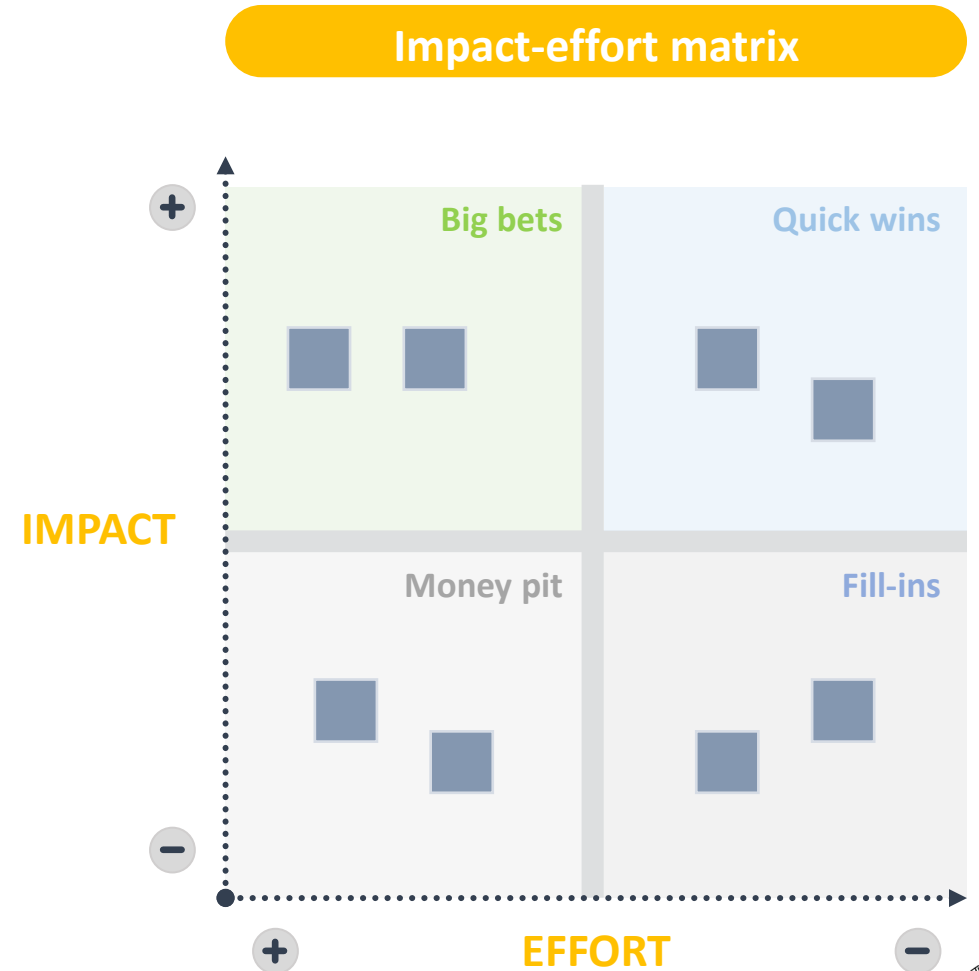 Impact-effort matrix
+
Big bets
Quick wins
IMPACT
Money pit
Fill-ins
−
+
EFFORT
−